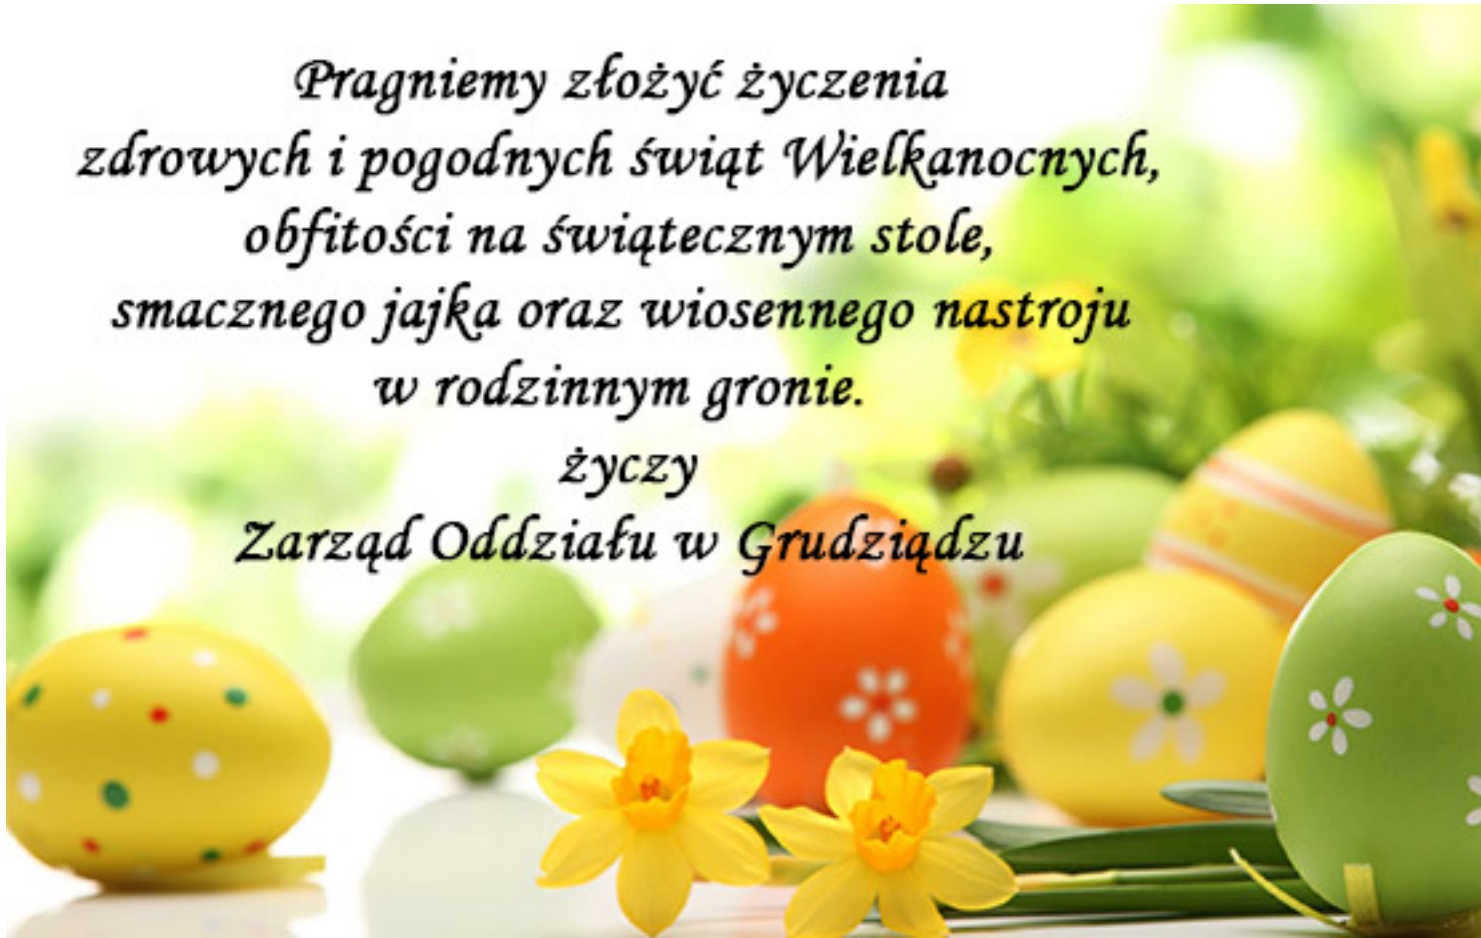 Pragniemy złożyć życzenia
zdrowych i pogodnych świąt Wielkanocnych,
obfitości na świątecznym stole,
smacznego jajka oraz wiosennego nastroju
w rodzinnym gronie.
życzy
Zarząd Oddziału w Grudziądzu